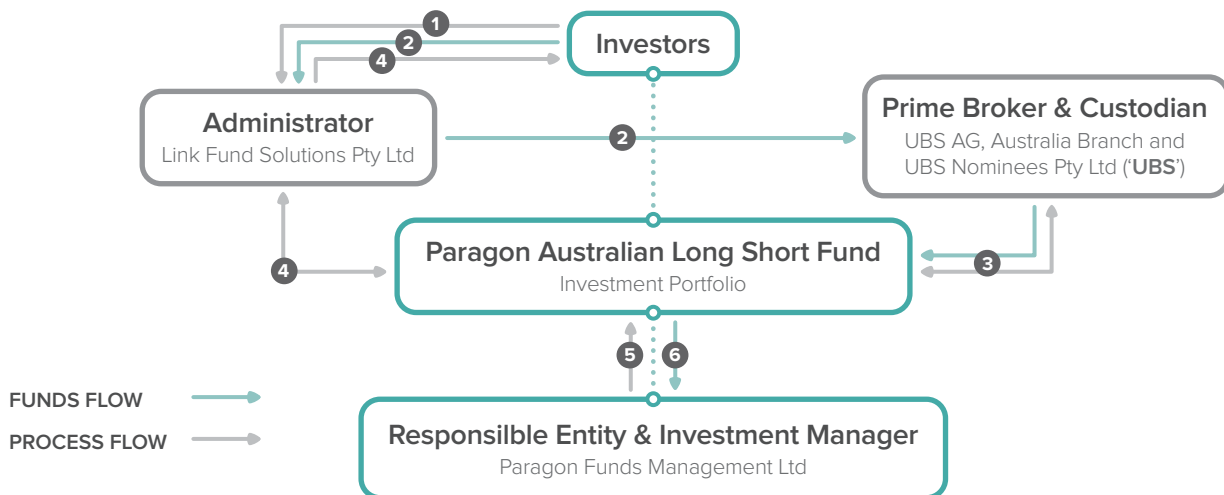 1
2
4
Investors
Administrator
Link Fund Solutions Pty Ltd
2
Prime Broker & Custodian
UBS AG, Australia Branch and
UBS Nominees Pty Ltd (‘UBS’)
4
Paragon Australian Long Short Fund
Investment Portfolio
3
5
6
FUNDS FLOW
PROCESS FLOW
Responsilble Entity & Investment Manager
Paragon Funds Management Ltd